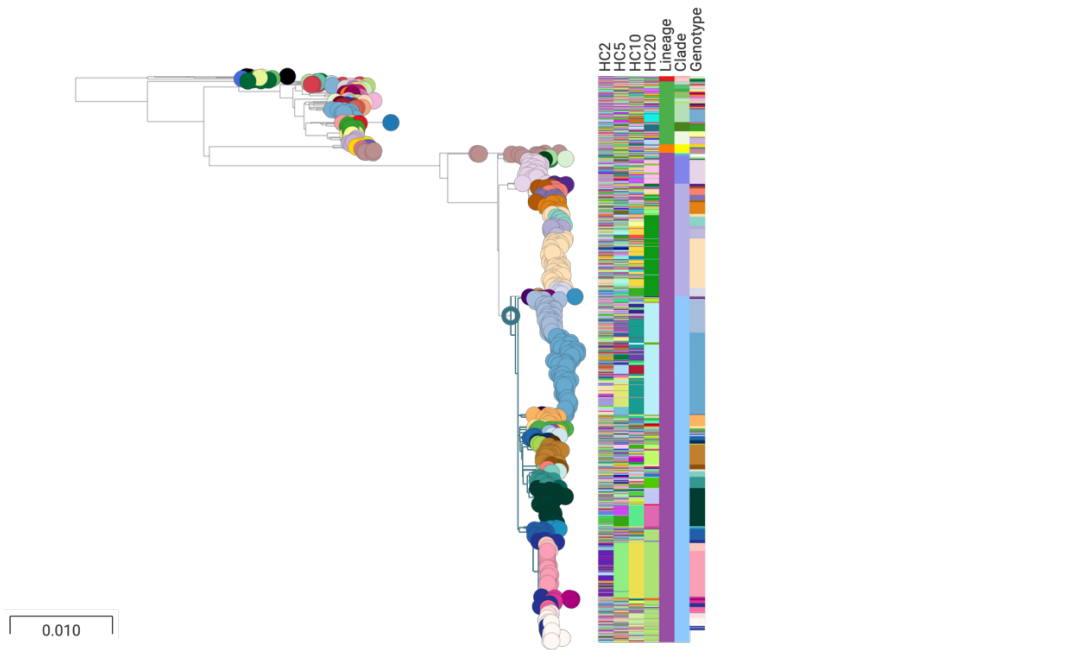 HC2
HC5
HC10
HC20
Lineage
Clade
Genotype
0.010